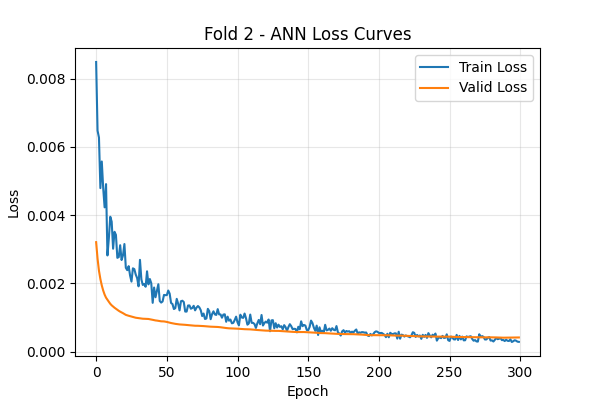 Fold 2 - ANN Loss Curves
Train Loss
Valid Loss
Loss
0.008
0.006
0.004
0.002
0.000
0 50 100 150 200 250 300
Epoch